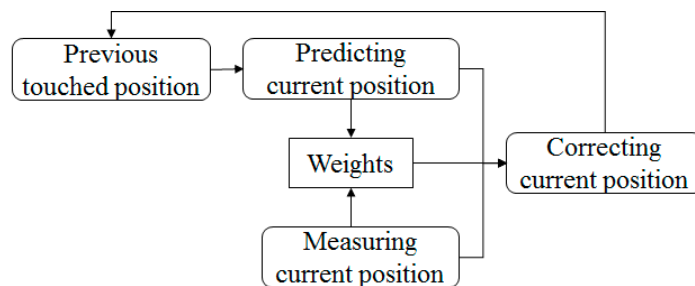 Previous
touched position
Predicting
current position
Weights
Correcting
current position
Measuring
current position